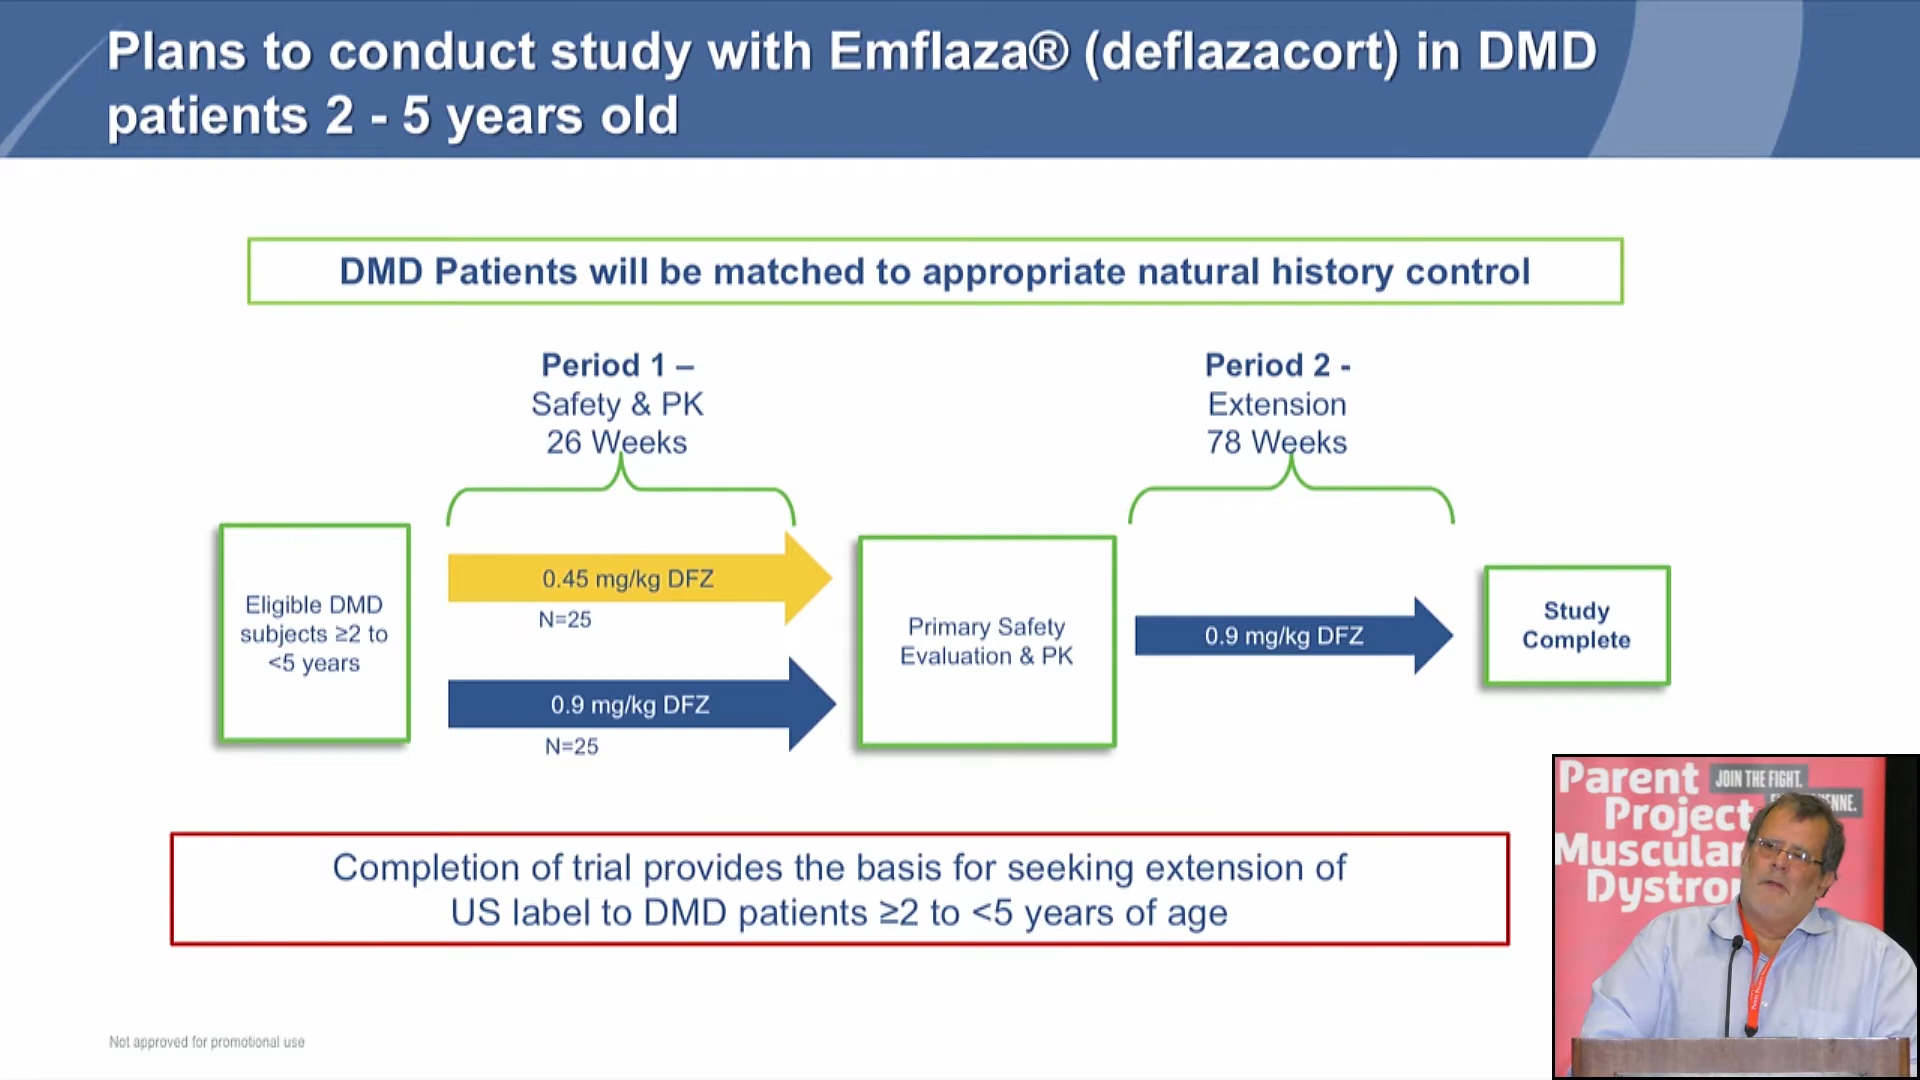 Plans to conduct study with Emflaza® (deflazacort) in DMD
patients 2 - 5 years old
DMD Patients will be matched to appropriate natural history control
Period 1 –
Safety & PK
26 Weeks
Period 2 -
Extension
78 Weeks
Eligible DMD
subjects ≥2 to
<5 years
0.45 mg/kg DFZ
N=25
0.9 mg/kg DFZ
N=25
Primary Safety
Evaluation & PK
0.9 mg/kg DFZ
Study
Complete
Completion of trial provides the basis for seeking extension of
US label to DMD patients ≥2 to <5 years of age
Not approved for promotional use
Parent
Project
Muscular
JOIN THE FIGHT.